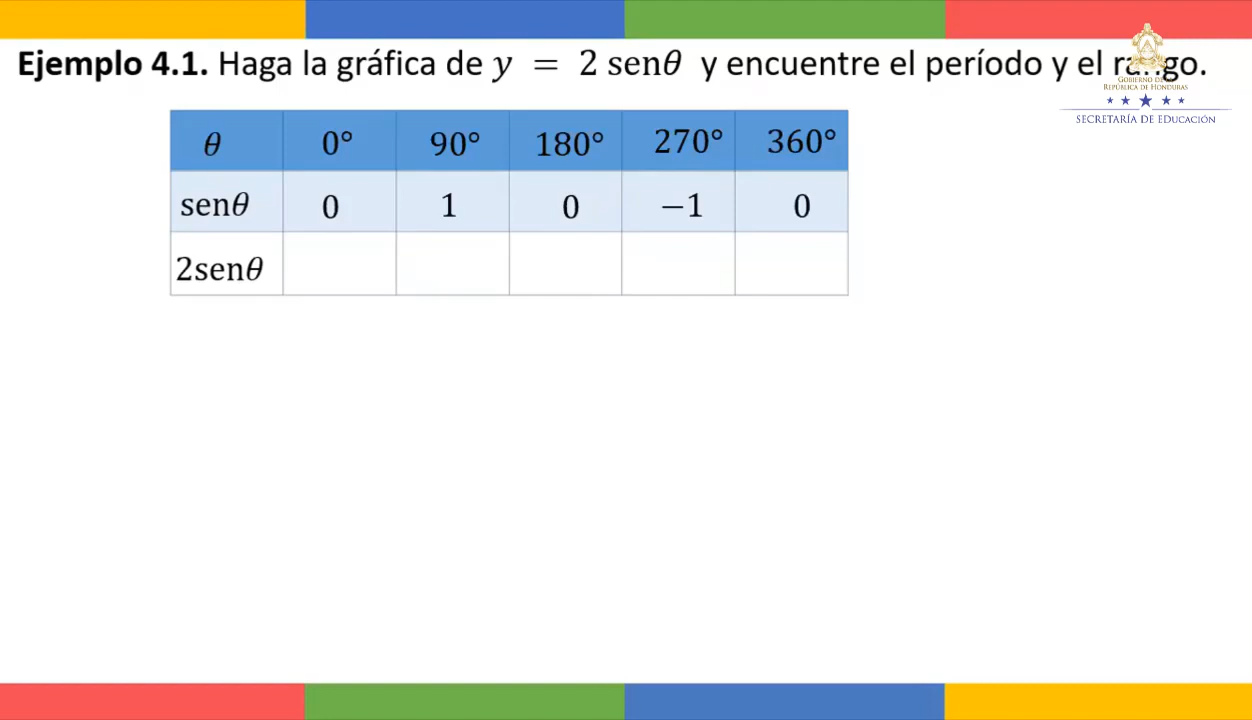 Ejemplo 4.1. Haga la gráfica de y = 2 senθ y encuentre el período y el rango.
GOBIERNO DE LA
REPÚBLICA DE HONDURAS
SECRETARÍA DE EDUCACIÓN
θ 0° 90° 180° 270° 360°
senθ 0 1 0 −1 0
2senθ